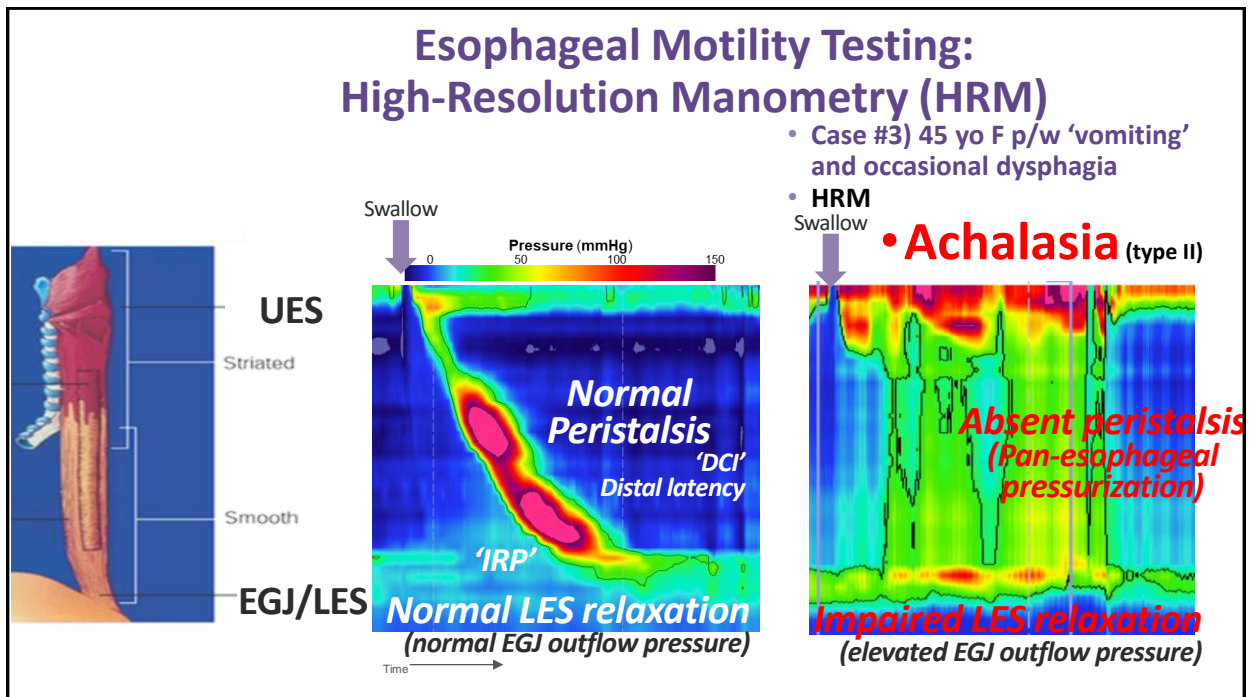 Esophageal Motility Testing:
High-Resolution Manometry (HRM)
• Case #3) 45 yo F p/w ‘vomiting’
and occasional dysphagia
• HRM
Swallow
• Achalasia (type II)
Swallow
Pressure (mmHg)
0 50 100 150
UES
Striated
Smooth
EGJ/LES
Normal
Peristalsis
‘DCI’
Distal latency
‘IRP’
Normal LES relaxation
(normal EGJ outflow pressure)
Time
Absent peristalsis
(Pan-esophageal
pressurization)
Impaired LES relaxation
(elevated EGJ outflow pressure)